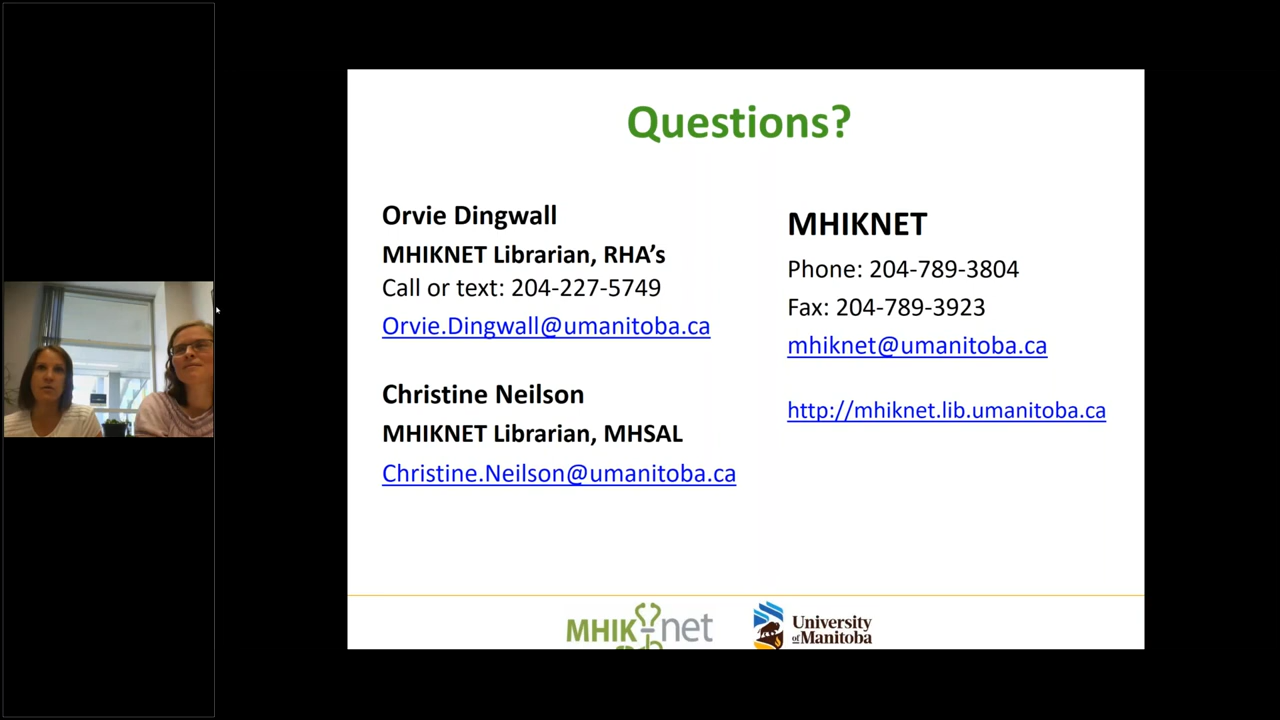 Questions?
Orvie Dingwall
MHIKNET Librarian, RHA’s
Call or text: 204-227-5749
Orvie.Dingwall@umanitoba.ca
Christine Neilson
MHIKNET Librarian, MHSAL
Christine.Neilson@umanitoba.ca
MHIKNET
Phone: 204-789-3804
Fax: 204-789-3923
mhiknet@umanitoba.ca
http://mhiknet.lib.umanitoba.ca
MHIK-net
University
of Manitoba